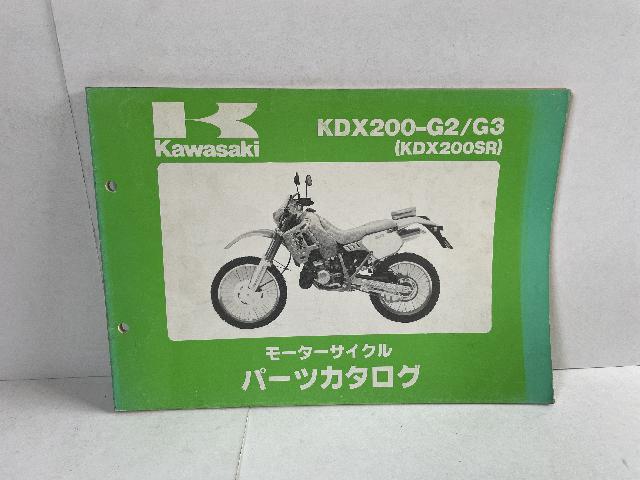 KDX200-G2/G3
(KDX200SR)
Kawasaki
モーターサイクル
パーツカタログ